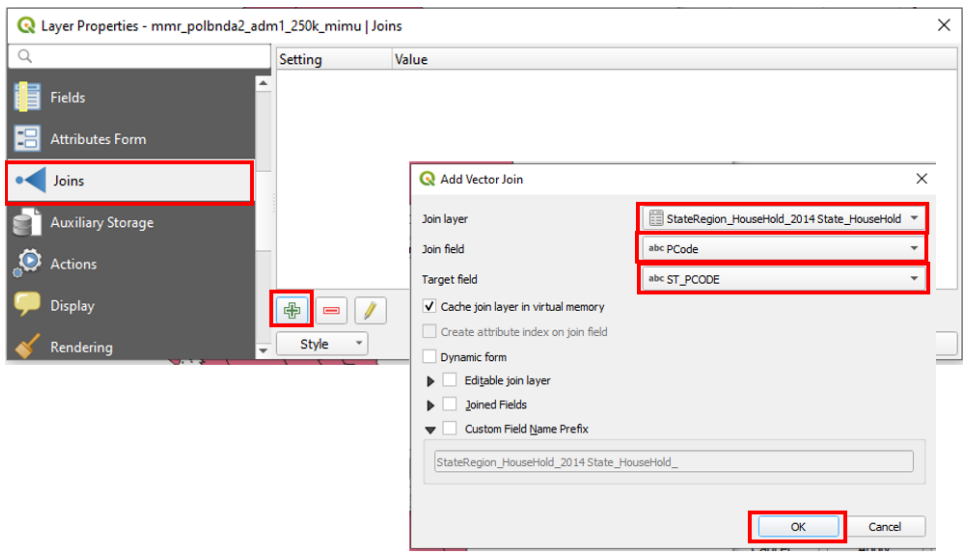 Layer Properties - mmr_polbnda2_adm1_250k_mimu | Joins
Setting Value
Fields
Attributes Form
Joins
Auxiliary Storage
Actions
Display
Rendering
Style
Add Vector Join
Join layer StateRegion_HouseHold_2014 State_HouseHold
Join field abc PCode
Target field abc ST_PCODE
Cache join layer in virtual memory
Create attribute index on join field
Dynamic form
Editable join layer
Joined Fields
Custom Field Name Prefix
StateRegion_HouseHold_2014 State_HouseHold_
OK Cancel